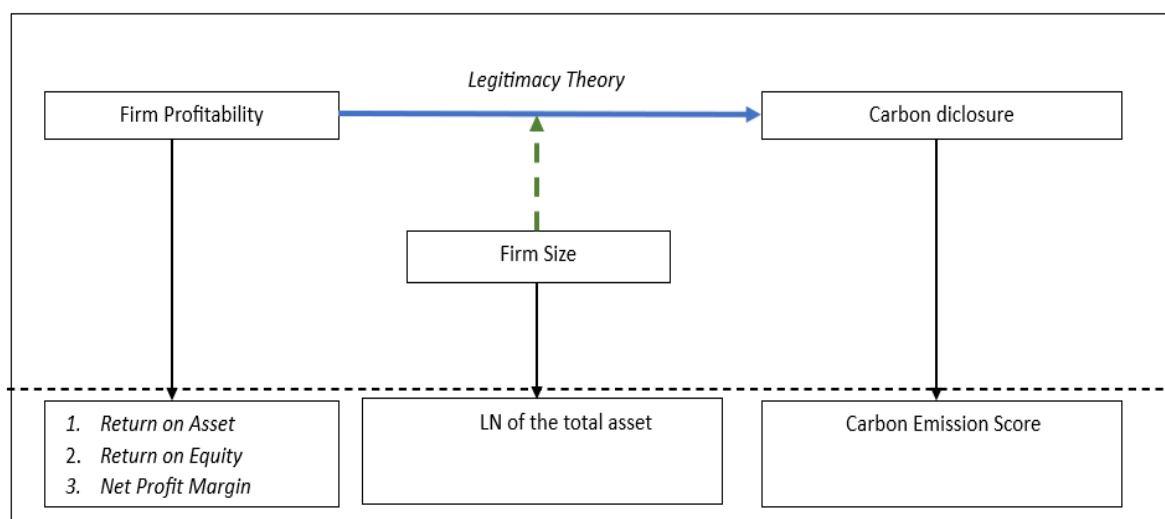 Legitimacy Theory
Firm Profitability
Carbon diclosure
Firm Size
1. Return on Asset
2. Return on Equity
3. Net Profit Margin
LN of the total asset
Carbon Emission Score